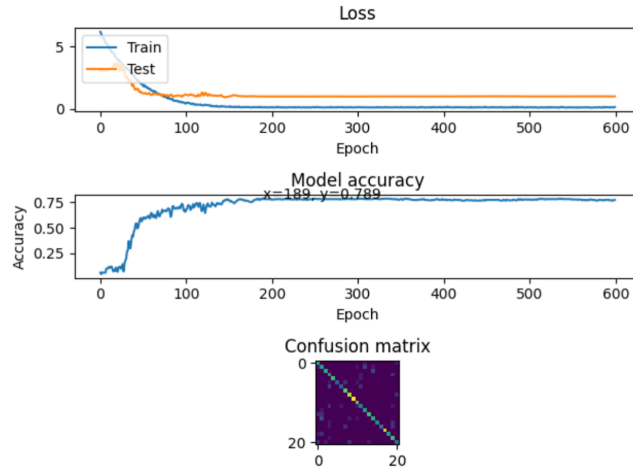 Loss
5
0
Train
Test
0 100 200 300 400 500 600
Epoch
Model accuracy
x=189, y=0.789
Accuracy
0.75
0.50
0.25
0 100 200 300 400 500 600
Epoch
Confusion matrix
0
20
0 20